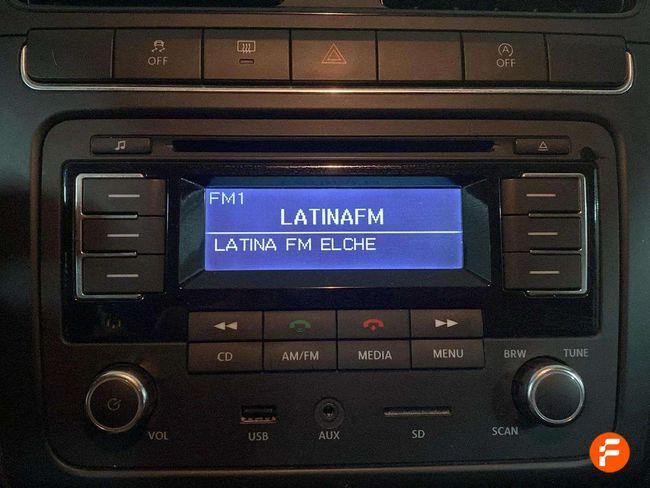 OFF
A
OFF
FM1
LATINAFM
LATINA FM ELCHE
CD
AM/FM
MEDIA
MENU
BRW
TUNE
VOL
USB
AUX
SD
SCAN
F